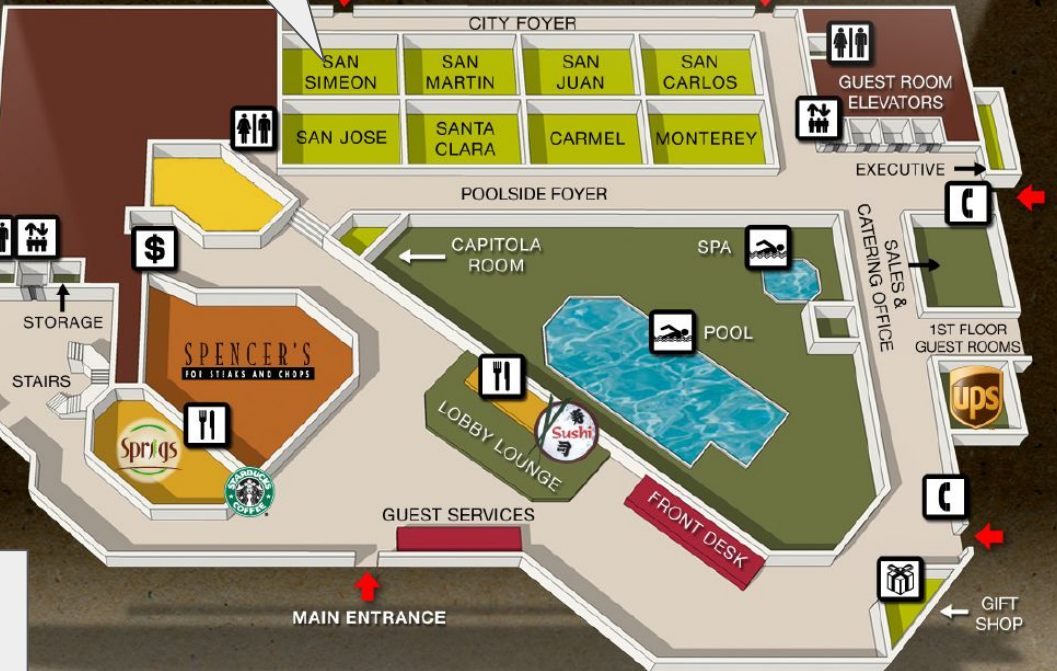 CITY FOYER
SAN
SIMEON
SAN
MARTIN
SAN
JUAN
SAN
CARLOS
GUEST ROOM
ELEVATORS
SAN JOSE
SANTA
CLARA
CARMEL
MONTEREY
EXECUTIVE
POOLSIDE FOYER
CAPITOLA
ROOM
SPA
SALES &
CATERING OFFICE
$
STORAGE
1ST FLOOR
GUEST ROOMS
POOL
SPENCER'S
FOR STEAKS AND CHOPS
STAIRS
ups
Sprigs
LOBBY LOUNGE
Sushi
STARBUCKS
COFFEE
GUEST SERVICES
FRONT DESK
MAIN ENTRANCE
GIFT
SHOP